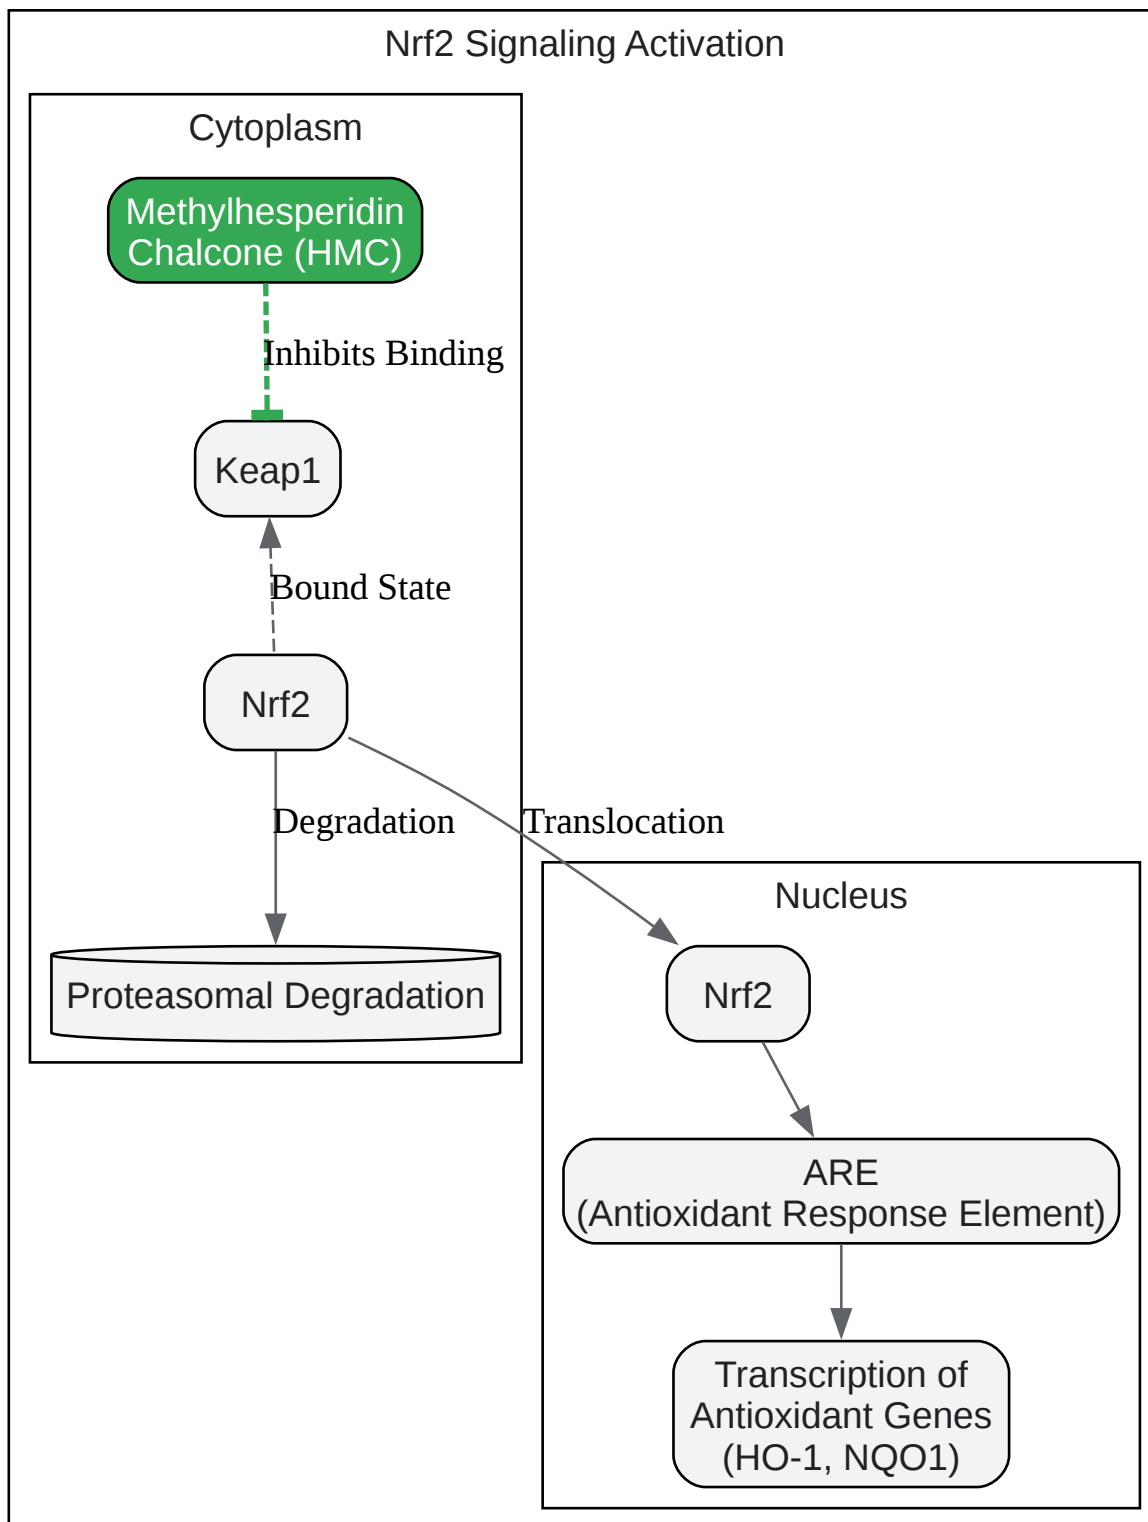 Nrf2 Signaling Activation
Cytoplasm
Methylhesperidin
Chalcone (HMC)
Inhibits Binding
Keap1
Bound State
Nrf2
Degradation
Translocation
Proteasomal Degradation
Nucleus
Nrf2
ARE
(Antioxidant Response Element)
Transcription of
Antioxidant Genes
(HO-1, NQO1)